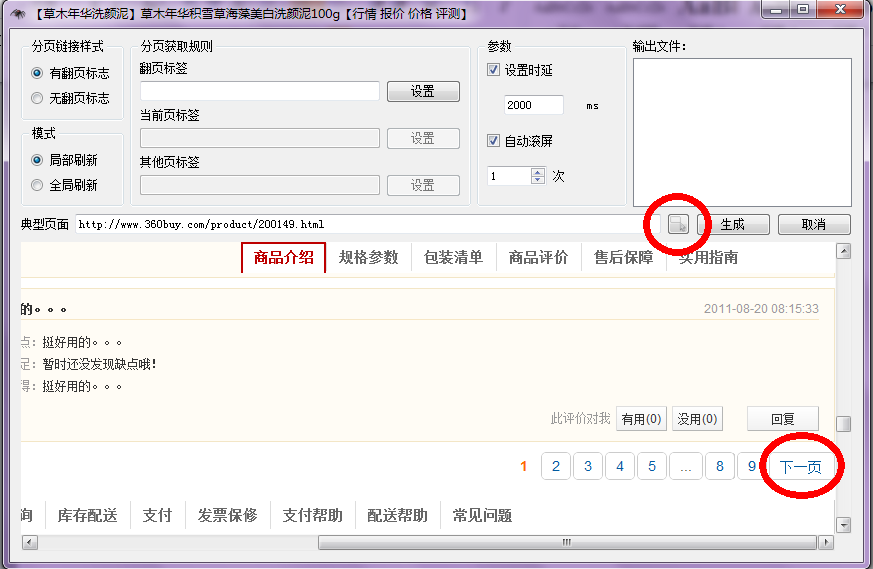 【草木年华洗颜泥】草木年华积雪草海藻美白洗颜泥100g【行情 报价 价格 评测】
分页链接样式
有翻页标志
无翻页标志
模式
局部刷新
全局刷新
分页获取规则
翻页标签
设置
当前页标签
设置
其他页标签
设置
参数
设置时延
2000 ms
自动滚屏
1 次
输出文件:
典型页面 http://www.360buy.com/product/200149.html 生成 取消
商品介绍 规格参数 包装清单 商品评价 售后保障 实用指南
的。。。 2011-08-20 08:15:33
点：挺好用的。。。
足：暂时还没发现缺点哦!
得：挺好用的。。。
此评价对我 有用(0) 没用(0) 回复
1 2 3 4 5 ... 8 9 下一页
询 库存配送 支付 发票保修 支付帮助 配送帮助 常见问题